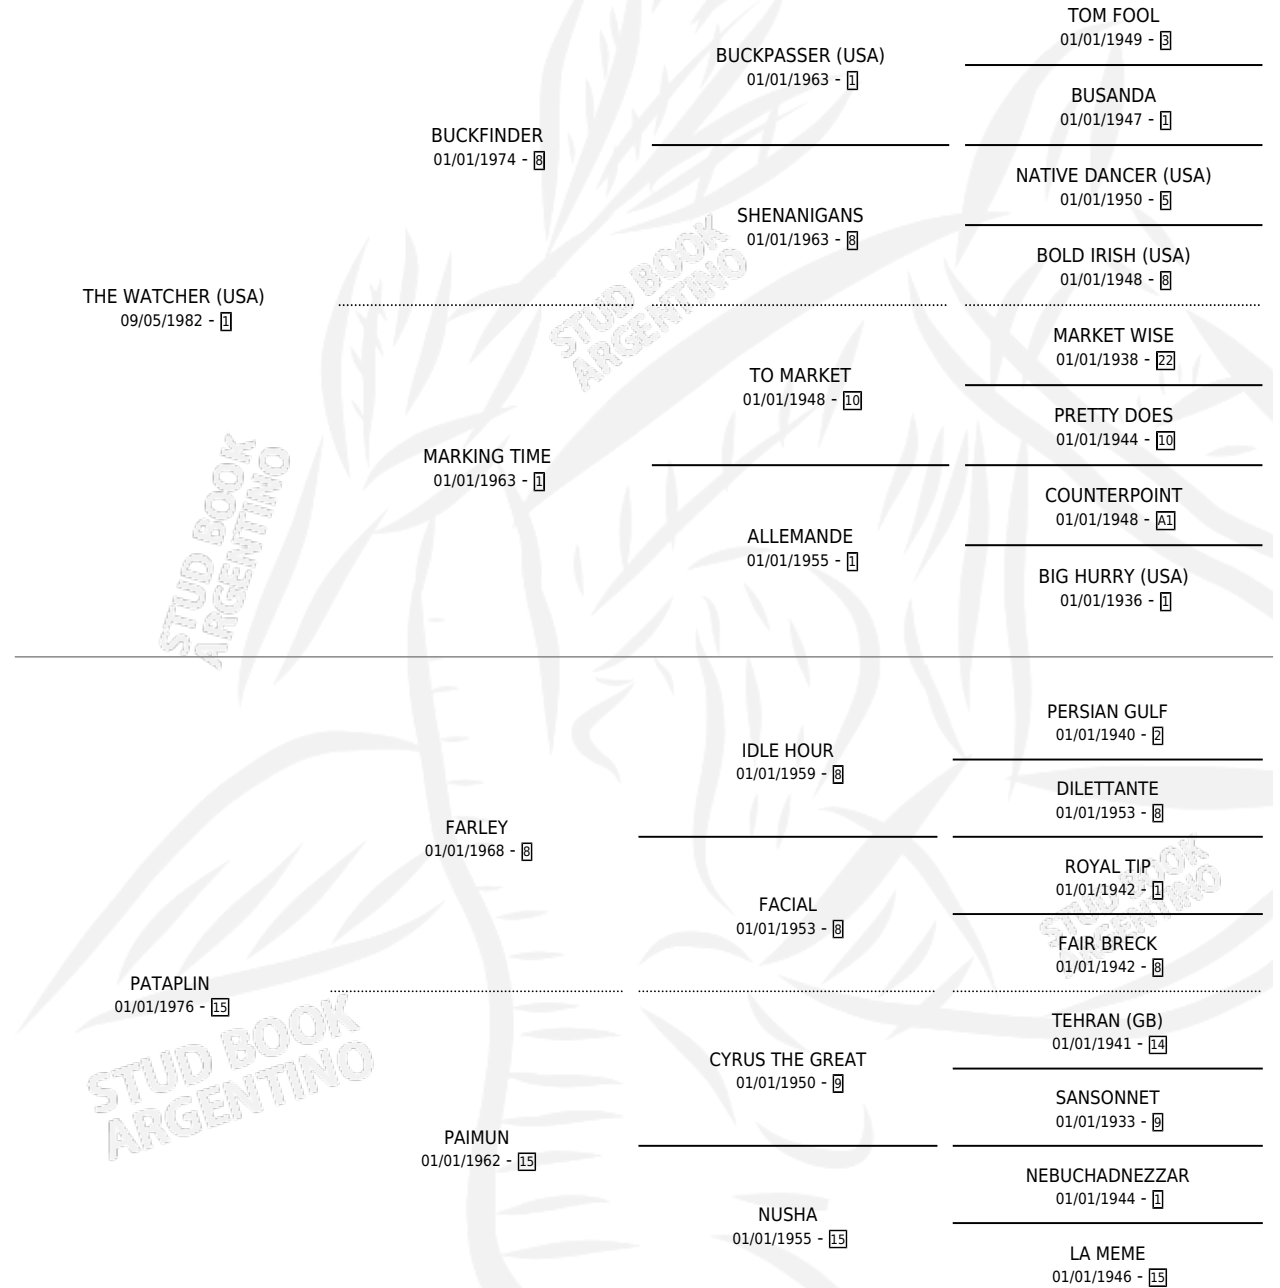 TOM FOOL
01/01/1949 - 3
BUCKPASSER (USA)
01/01/1963 - 1
BUSANDA
01/01/1947 - 1
BUCKFINDER
01/01/1974 - 8
NATIVE DANCER (USA)
01/01/1950 - 5
SHENANIGANS
01/01/1963 - 8
BOLD IRISH (USA)
01/01/1948 - 8
THE WATCHER (USA)
09/05/1982 - 1
MARKET WISE
01/01/1938 - 22
TO MARKET
01/01/1948 - 10
PRETTY DOES
01/01/1944 - 10
MARKING TIME
01/01/1963 - 1
COUNTERPOINT
01/01/1948 - A1
ALLEMANDE
01/01/1955 - 1
BIG HURRY (USA)
01/01/1936 - 1
STUD BOOK
ARGENTINO
STUD BOOK
ARGENTINO
PERSIAN GULF
01/01/1940 - 2
IDLE HOUR
01/01/1959 - 8
DILETTANTE
01/01/1953 - 8
FARLEY
01/01/1968 - 8
ROYAL TIP
01/01/1942 - 1
FACIAL
01/01/1953 - 8
FAIR BRECK
01/01/1942 - 8
STUD BOOK
ARGENTINO
PATAPLIN
01/01/1976 - 15
TEHRAN (GB)
01/01/1941 - 14
CYRUS THE GREAT
01/01/1950 - 9
SANSONNET
01/01/1933 - 9
STUD BOOK
ARGENTINO
PAIMUN
01/01/1962 - 15
NEBUCHADNEZZAR
01/01/1944 - 1
NUSHA
01/01/1955 - 15
LA MEME
01/01/1946 - 15